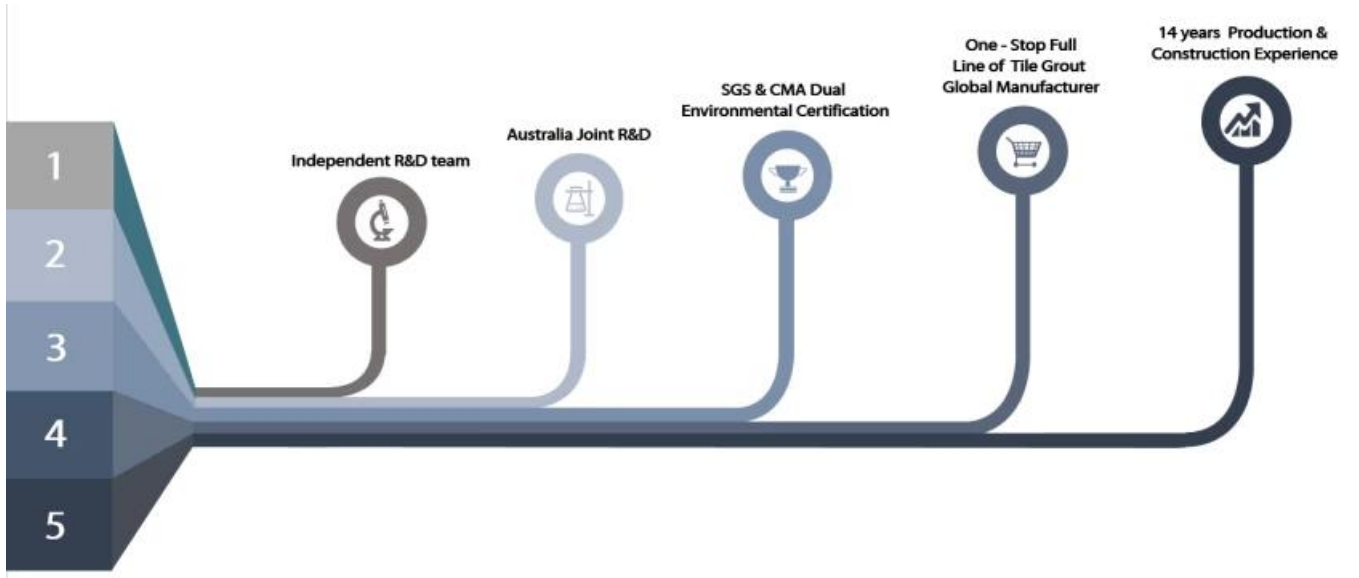 1
2
3
4
5
Independent R&D team
Australia Joint R&D
SGS & CMA Dual
Environmental Certification
One - Stop Full
Line of Tile Grout
Global Manufacturer
14 years Production &
Construction Experience